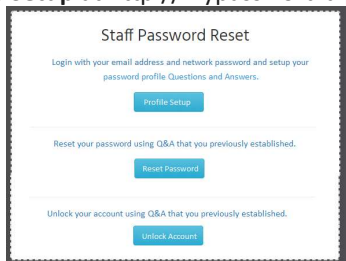 Staff Password Reset
Login with your email address and network password and setup your
password profile Questions and Answers.
Profile Setup
Reset your password using Q&A that you previously established.
Reset Password
Unlock your account using Q&A that you previously established.
Unlock Account